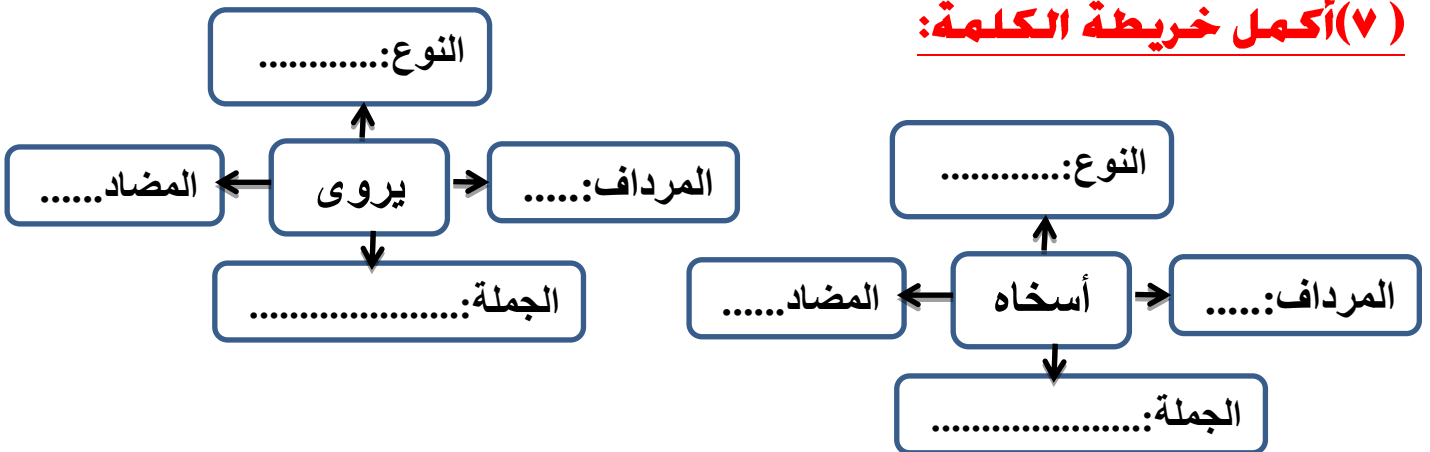 ( ٧)أكمل خريطة الكلمة:
النوع:............
المرداف:.....
أسخاه
المضاد......
الجملة:.....................
النوع:............
المرداف:.....
يروى
المضاد......
الجملة:.....................